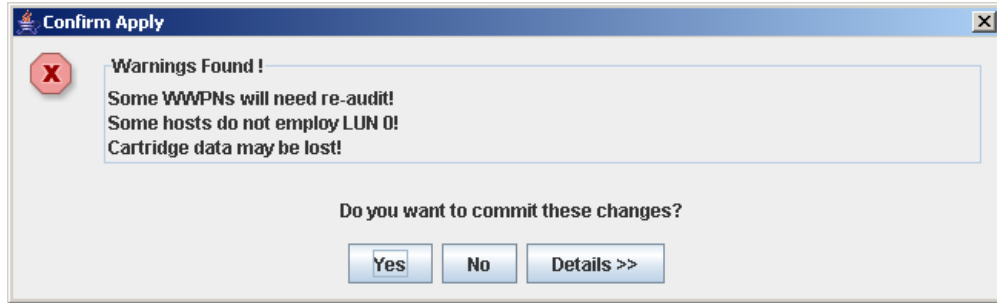 Confirm Apply
Warnings Found !
Some WWPNs will need re-audit!
Some hosts do not employ LUN 0!
Cartridge data may be lost!
Do you want to commit these changes?
Yes No Details >>